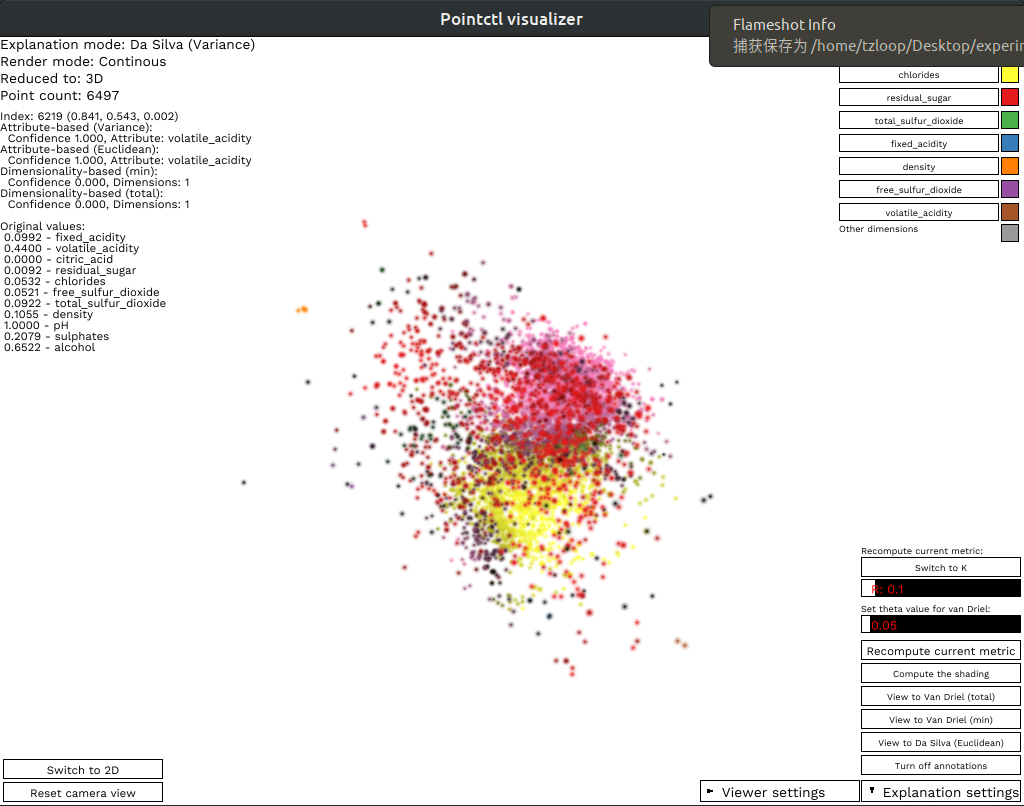 Pointctl visualizer
Flameshot Info
捕获保存为 /home/tzloop/Desktop/experir
Explanation mode: Da Silva (Variance)
Render mode: Continous
Reduced to: 3D
Point count: 6497
Index: 6219 (0.841, 0.543, 0.002)
Attribute-based (Variance):
Confidence 1.000, Attribute: volatile_acidity
Attribute-based (Euclidean):
Confidence 1.000, Attribute: volatile_acidity
Dimensionality-based (min):
Confidence 0.000, Dimensions: 1
Dimensionality-based (total):
Confidence 0.000, Dimensions: 1
Original values:
0.0992 - fixed_acidity
0.4400 - volatile_acidity
0.0000 - citric_acid
0.0092 - residual_sugar
0.0532 - chlorides
0.0521 - free_sulfur_dioxide
0.0922 - total_sulfur_dioxide
0.1055 - density
1.0000 - pH
0.2079 - sulphates
0.6522 - alcohol
chlorides
residual_sugar
total_sulfur_dioxide
fixed_acidity
density
free_sulfur_dioxide
volatile_acidity
Other dimensions
Recompute current metric:
Switch to K
R: 0.1
Set theta value for van Driel:
0.05
Recompute current metric
Compute the shading
View to Van Driel (total)
View to Van Driel (min)
View to Da Silva (Euclidean)
Turn off annotations
Switch to 2D
Reset camera view
Viewer settings
Explanation settings